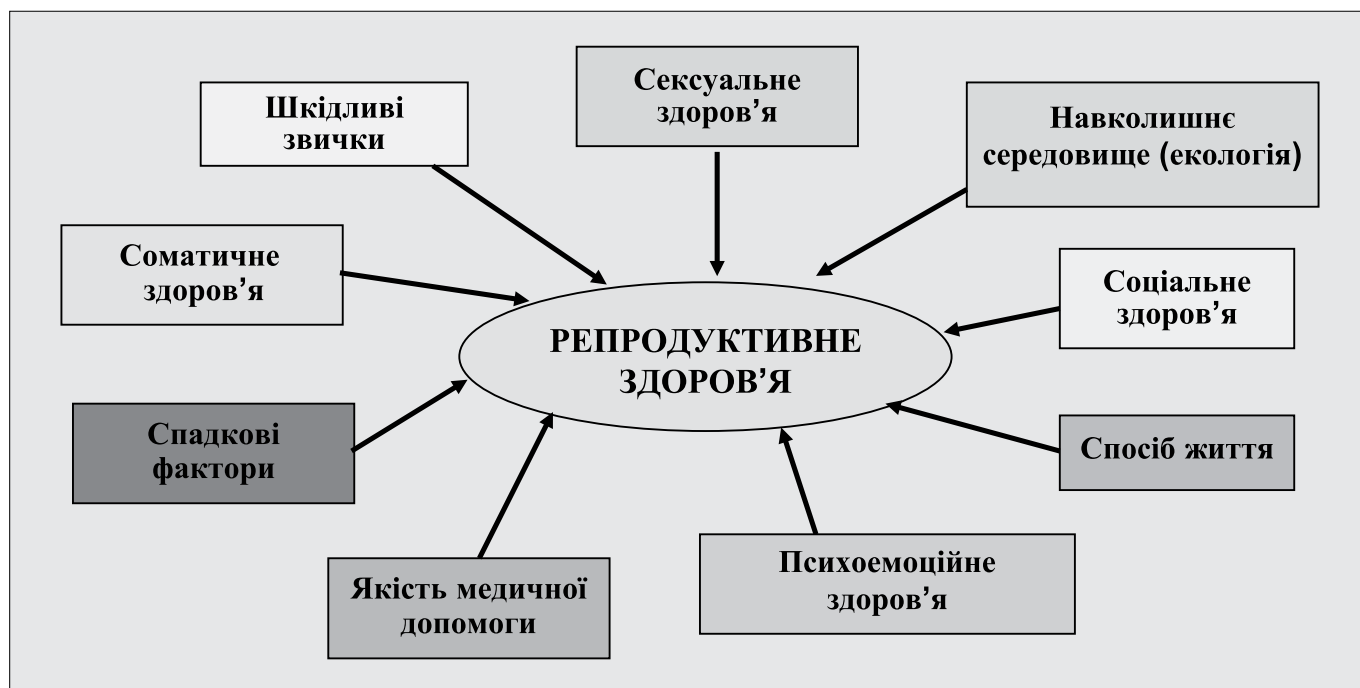 Сексуальне
здоров’я
Шкідливі
звички
Навколишнє
середовище (екологія)
Соматичне
здоров’я
Соціальне
здоров’я
РЕПРОДУКТИВНЕ
ЗДОРОВ’Я
Спадкові
фактори
Спосіб життя
Якість медичної
допомоги
Психоемоційне
здоров’я